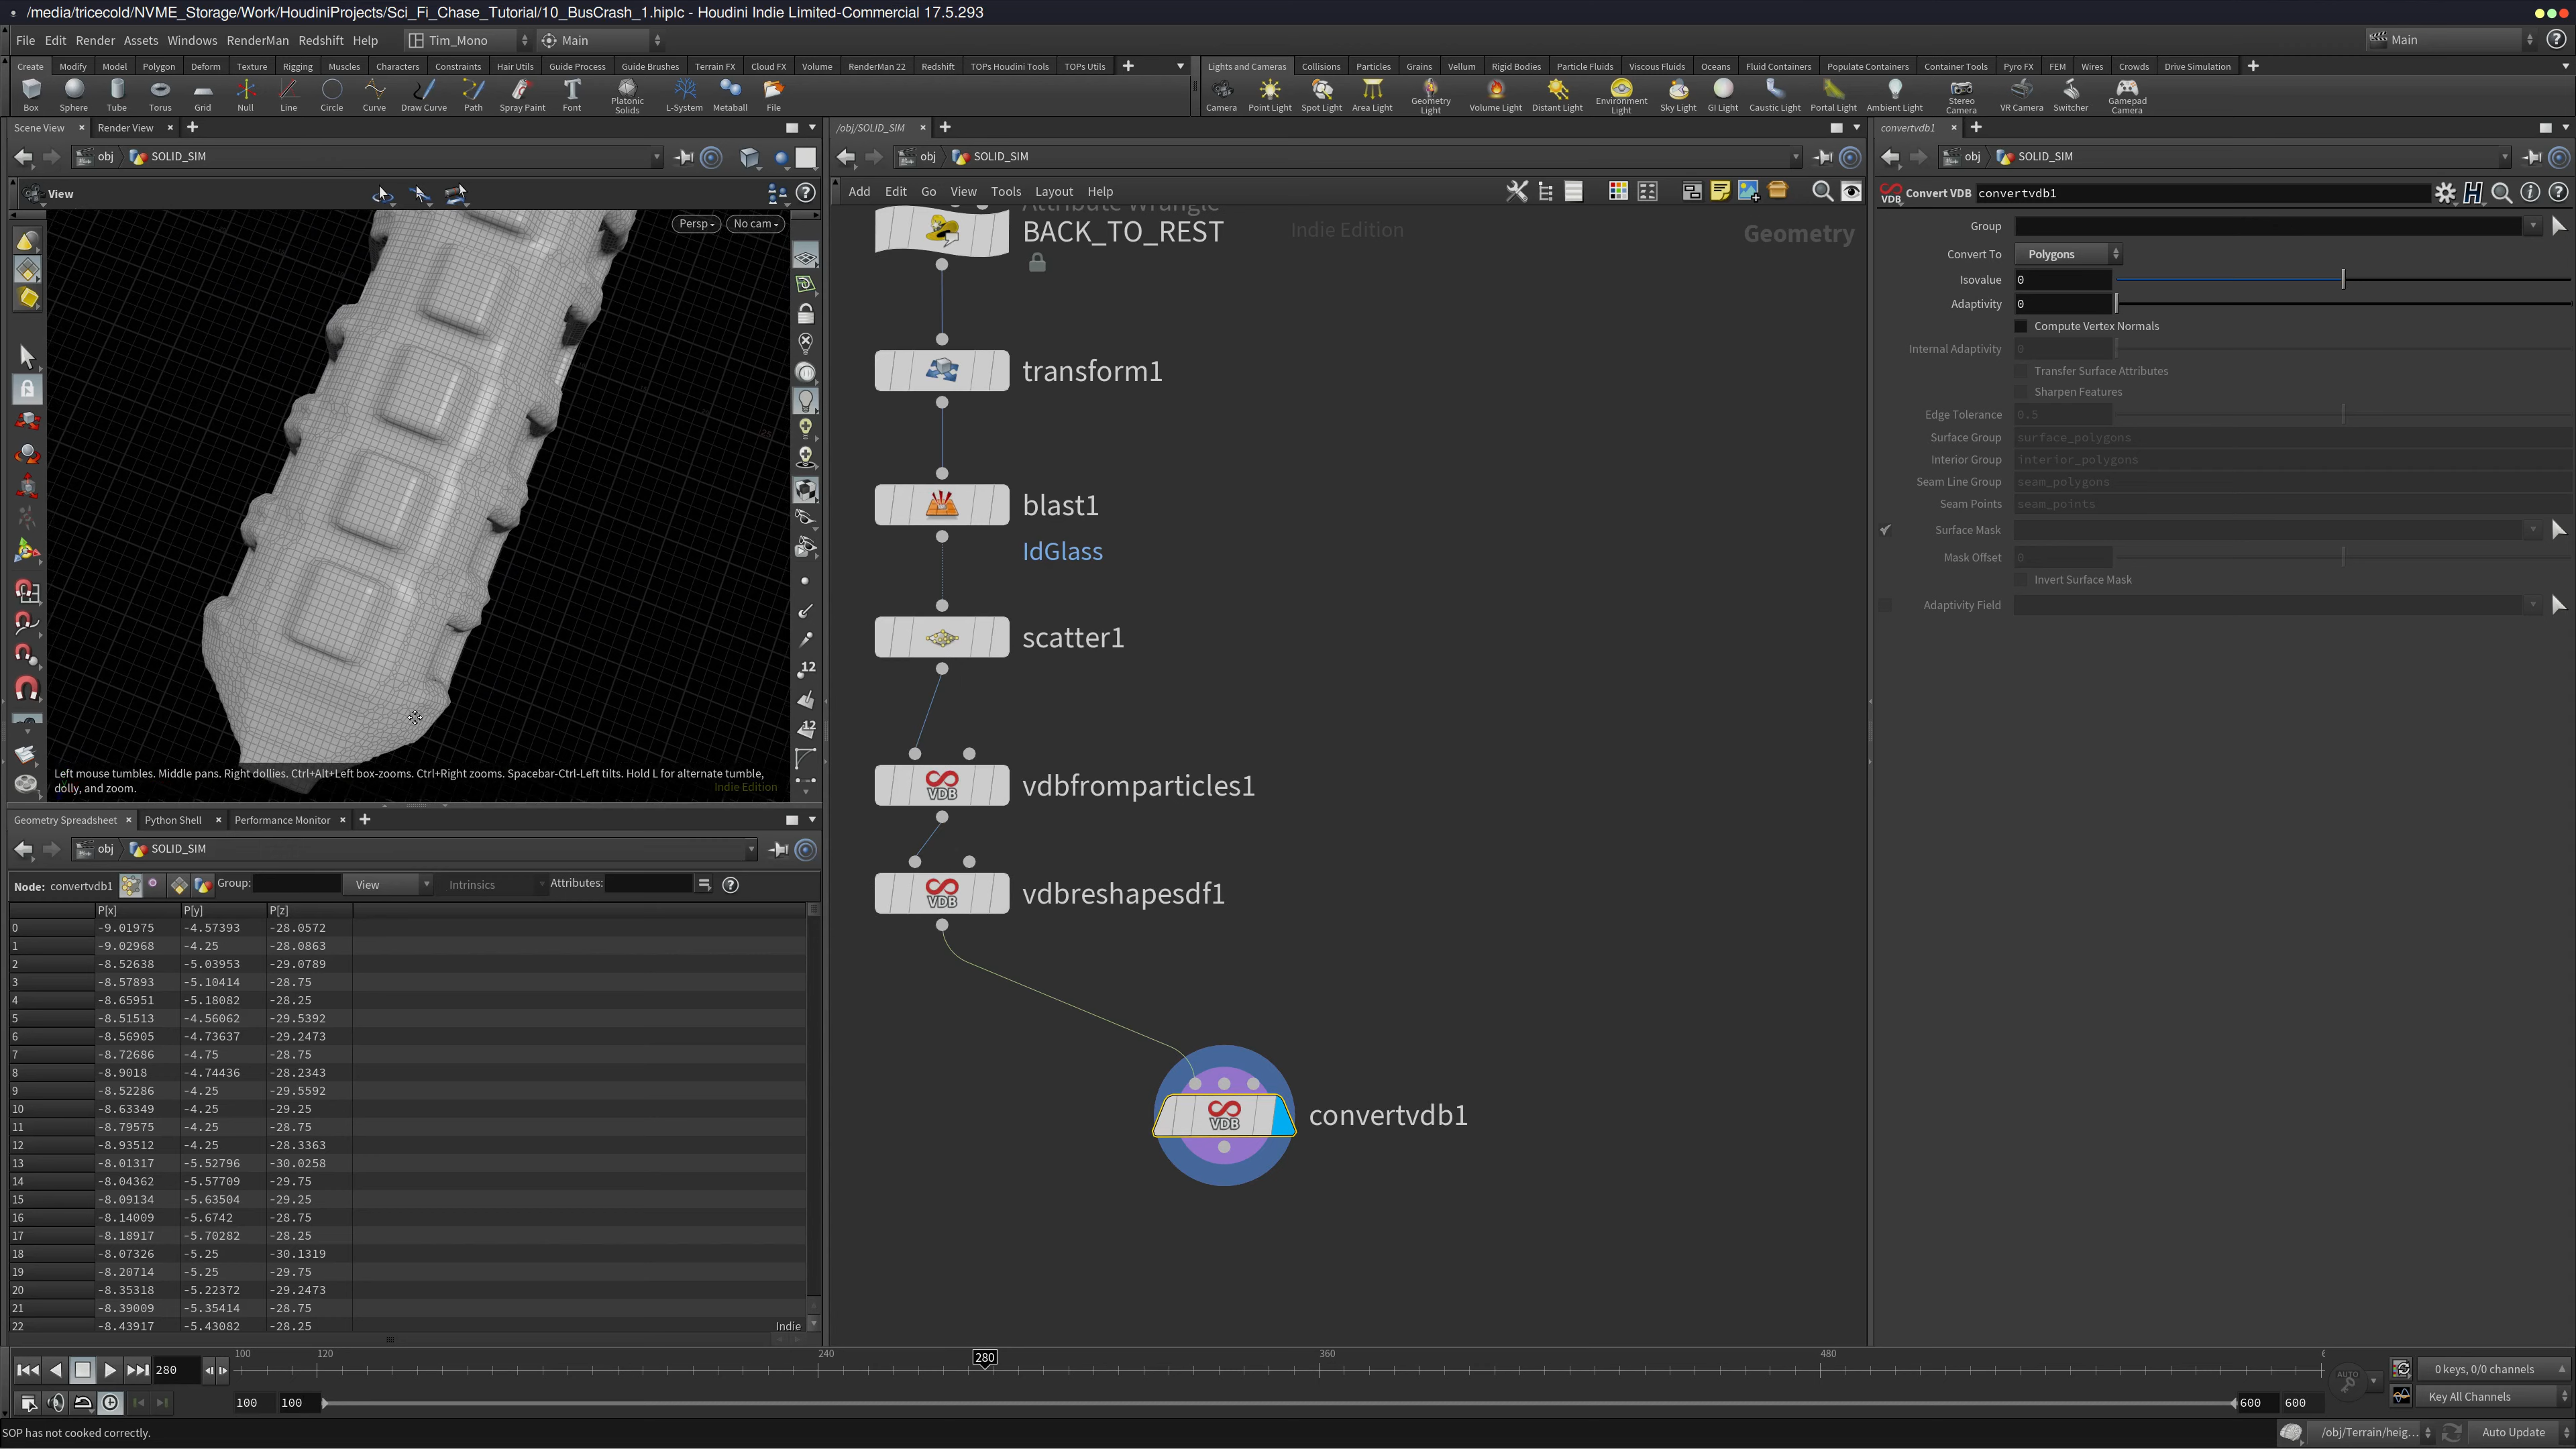 /media/tricecold/NVME_Storage/Work/HoudiniProjects/Sci_Fi_Chase_Tutorial/10_BusCrash_1.hiplc - Houdini Indie Limited-Commercial 17.5.293
File Edit Render Assets Windows RenderMan Redshift Help Tim_Mono Main Main
Create Modify Model Polygon Deform Texture Rigging Muscles Characters Constraints Hair Utils Guide Process Guide Brushes Terrain FX Cloud FX Volume RenderMan 22 Redshift TOPs Houdini Tools TOPs Utils
Lights and Cameras Collisions Particles Grains Vellum Rigid Bodies Particle Fluids Viscous Fluids Oceans Fluid Containers Populate Containers Container Tools Pyro FX FEM Wires Crowds Drive Simulation
Box Sphere Tube Torus Grid Null Line Circle Curve Draw Curve Path Spray Paint Font Platonic Solids L-System Metaball File
Camera Point Light Spot Light Area Light Geometry Light Volume Light Distant Light Environment Light Sky Light GI Light Caustic Light Portal Light Ambient Light Stereo Camera VR Camera Switcher Gamepad Camera
Scene View Render View
obj SOLID_SIM
View
Persp No cam
12
12
Left mouse tumbles. Middle pans. Right dollies. Ctrl+Alt+Left box-zooms. Ctrl+Right zooms. Spacebar-Ctrl-Left tilts. Hold L for alternate tumble,
dolly, and zoom.
Indie Edition
/obj/SOLID_SIM
obj SOLID_SIM
Add Edit Go View Tools Layout Help
Attribute Wrangle
BACK_TO_REST
Indie Edition
Geometry
transform1
blast1
IdGlass
scatter1
vdbfromparticles1
VDB
vdbreshapesdf1
VDB
convertvdb1
VDB
convertvdb1
obj SOLID_SIM
VDB Convert VDB convertvdb1
Group
Convert To Polygons
Isovalue 0
Adaptivity 0
Compute Vertex Normals
Internal Adaptivity 0
Transfer Surface Attributes
Sharpen Features
Edge Tolerance 0.5
Surface Group surface_polygons
Interior Group interior_polygons
Seam Line Group seam_polygons
Seam Points seam_points
Surface Mask
Mask Offset 0
Invert Surface Mask
Adaptivity Field
Geometry Spreadsheet Python Shell Performance Monitor
obj SOLID_SIM
Node: convertvdb1 Group: View Intrinsics Attributes:
P[x] P[y] P[z]
0 -9.01975 -4.57393 -28.0572
1 -9.02968 -4.25 -28.0863
2 -8.52638 -5.03953 -29.0789
3 -8.57893 -5.10414 -28.75
4 -8.65951 -5.18082 -28.25
5 -8.51513 -4.56062 -29.5392
6 -8.56905 -4.73637 -29.2473
7 -8.72686 -4.75 -28.75
8 -8.9018 -4.74436 -28.2343
9 -8.52286 -4.25 -29.5592
10 -8.63349 -4.25 -29.25
11 -8.79575 -4.25 -28.75
12 -8.93512 -4.25 -28.3363
13 -8.01317 -5.52796 -30.0258
14 -8.04362 -5.57709 -29.75
15 -8.09134 -5.63504 -29.25
16 -8.14009 -5.6742 -28.75
17 -8.18917 -5.70282 -28.25
18 -8.07326 -5.25 -30.1319
19 -8.20714 -5.25 -29.75
20 -8.35318 -5.22372 -29.2473
21 -8.39009 -5.35414 -28.75
22 -8.43917 -5.43082 -28.25
Indie
280 100 120 240 280 360 480
AUTO
0 keys, 0/0 channels
100 100 600 600
Key All Channels
SOP has not cooked correctly.
/obj/Terrain/heig... Auto Update